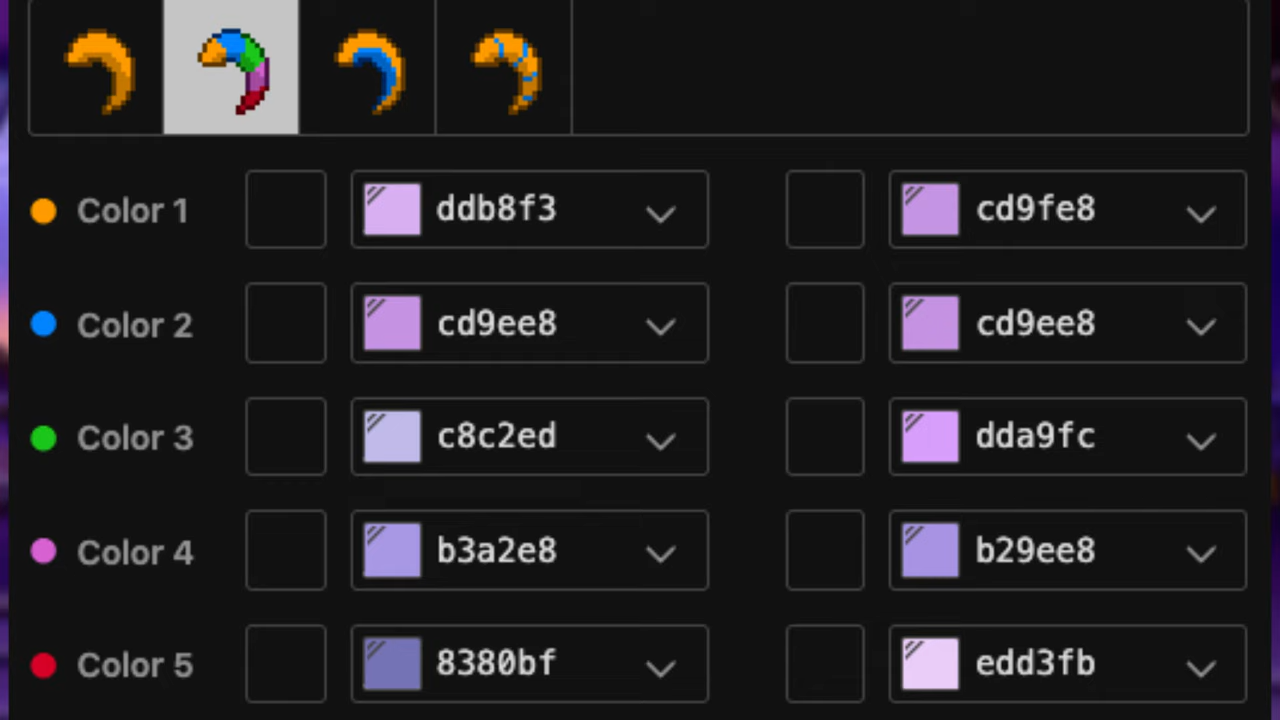 Color 1 ddb8f3 cd9fe8
Color 2 cd9ee8 cd9ee8
Color 3 c8c2ed dda9fc
Color 4 b3a2e8 b29ee8
Color 5 8380bf edd3fb